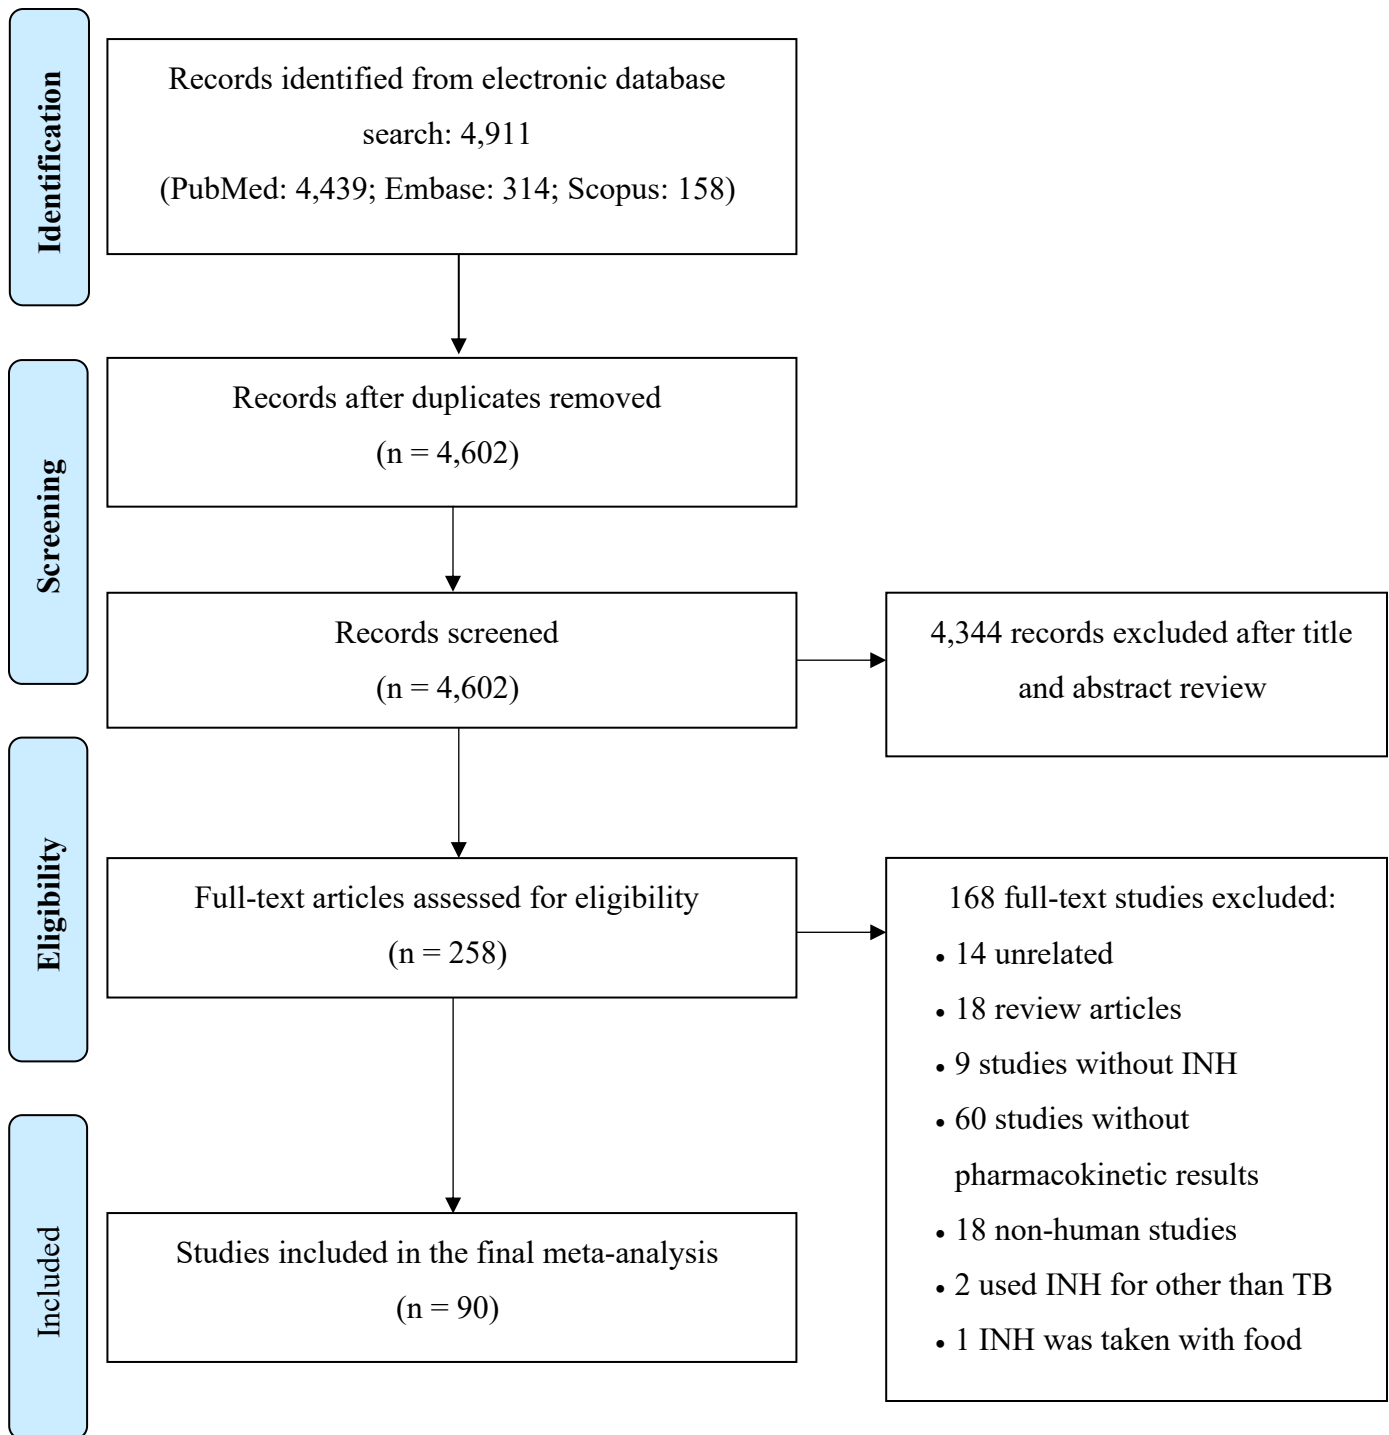 Identification
Records identified from electronic database
search: 4,911
(PubMed: 4,439; Embase: 314; Scopus: 158)
Screening
Records after duplicates removed
(n = 4,602)
Records screened
(n = 4,602)
4,344 records excluded after title
and abstract review
Eligibility
Full-text articles assessed for eligibility
(n = 258)
168 full-text studies excluded:
• 14 unrelated
• 18 review articles
• 9 studies without INH
• 60 studies without
pharmacokinetic results
• 18 non-human studies
• 2 used INH for other than TB
• 1 INH was taken with food
Included
Studies included in the final meta-analysis
(n = 90)